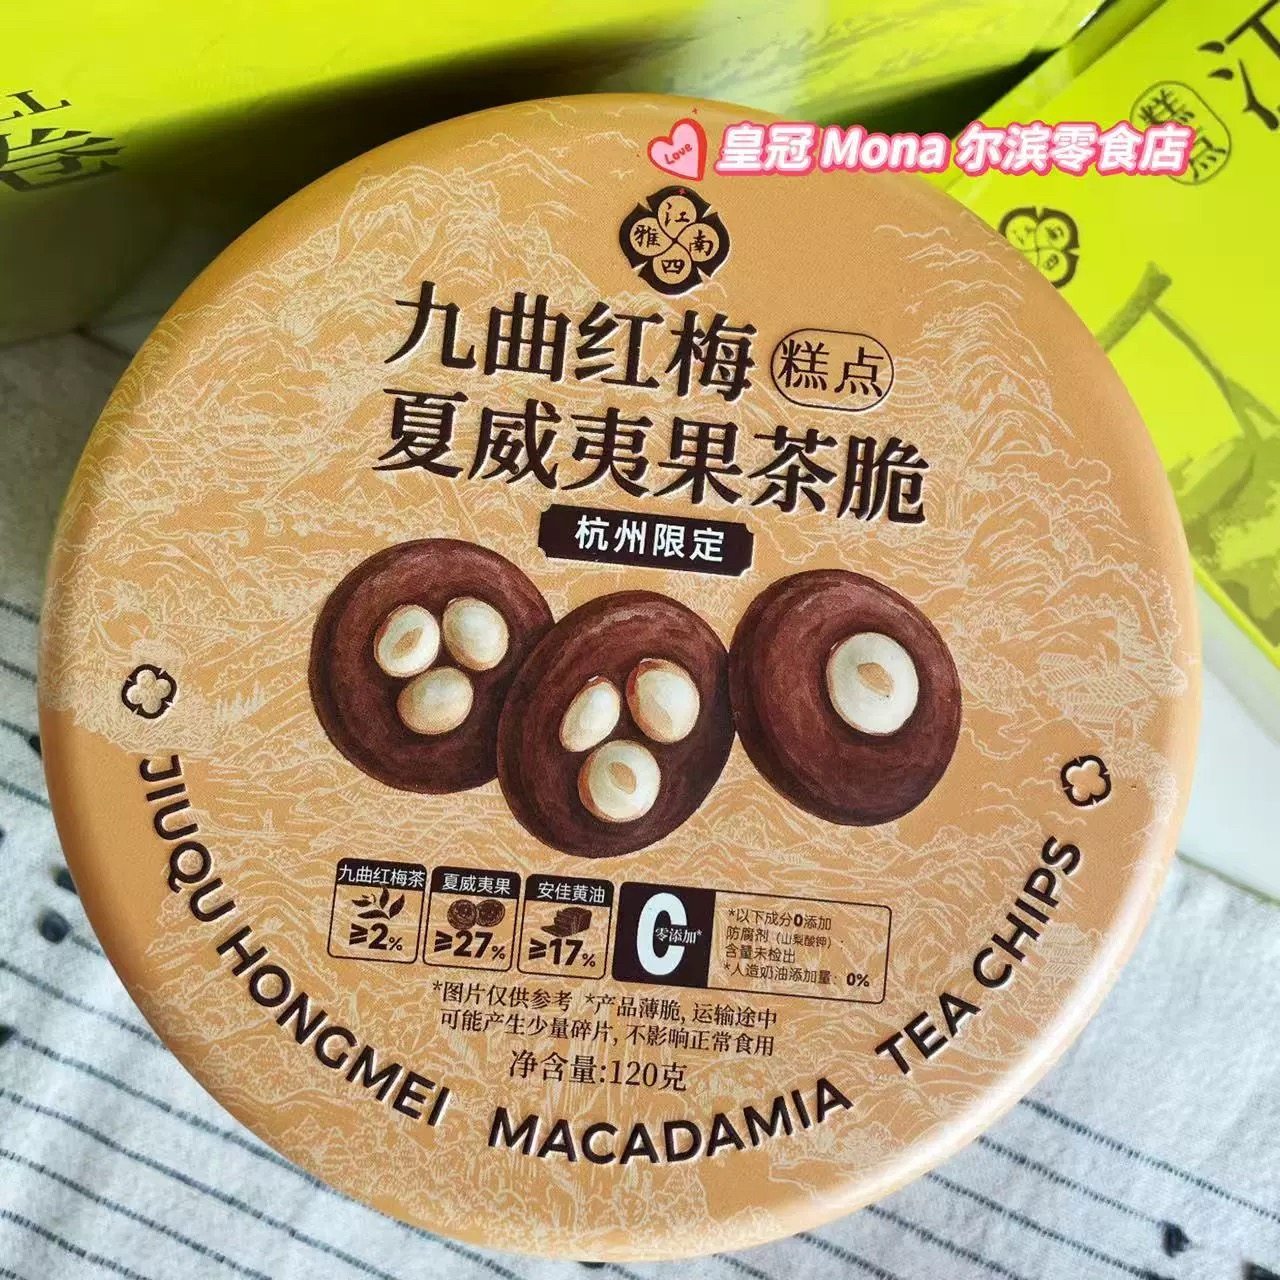 皇冠 Mona 尔滨零食店
Love
江南
雅四
九曲红梅
糕点
夏威夷果茶脆
杭州限定
九曲红梅茶
≥2%
夏威夷果
≥27%
安佳黄油
≥17%
零添加*
*以下成分0添加
防腐剂（山梨酸钾）：
含量未检出
*人造奶油添加量：0%
*图片仅供参考 *产品薄脆, 运输途中
可能产生少量碎片, 不影响正常食用
净含量:120克
JIUQU HONGMEI MACADAMIA TEA CHIPS
糕点
江